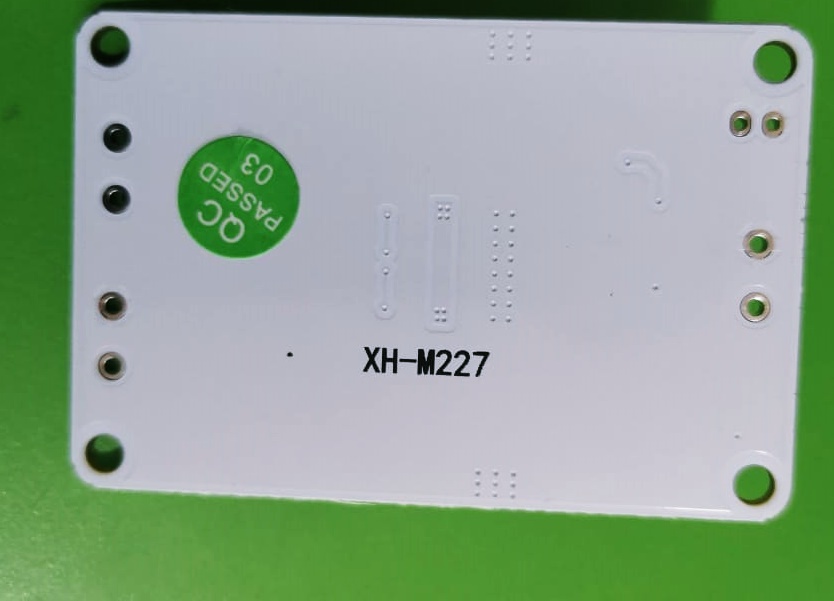 QC
PASSED
03
XH-M227